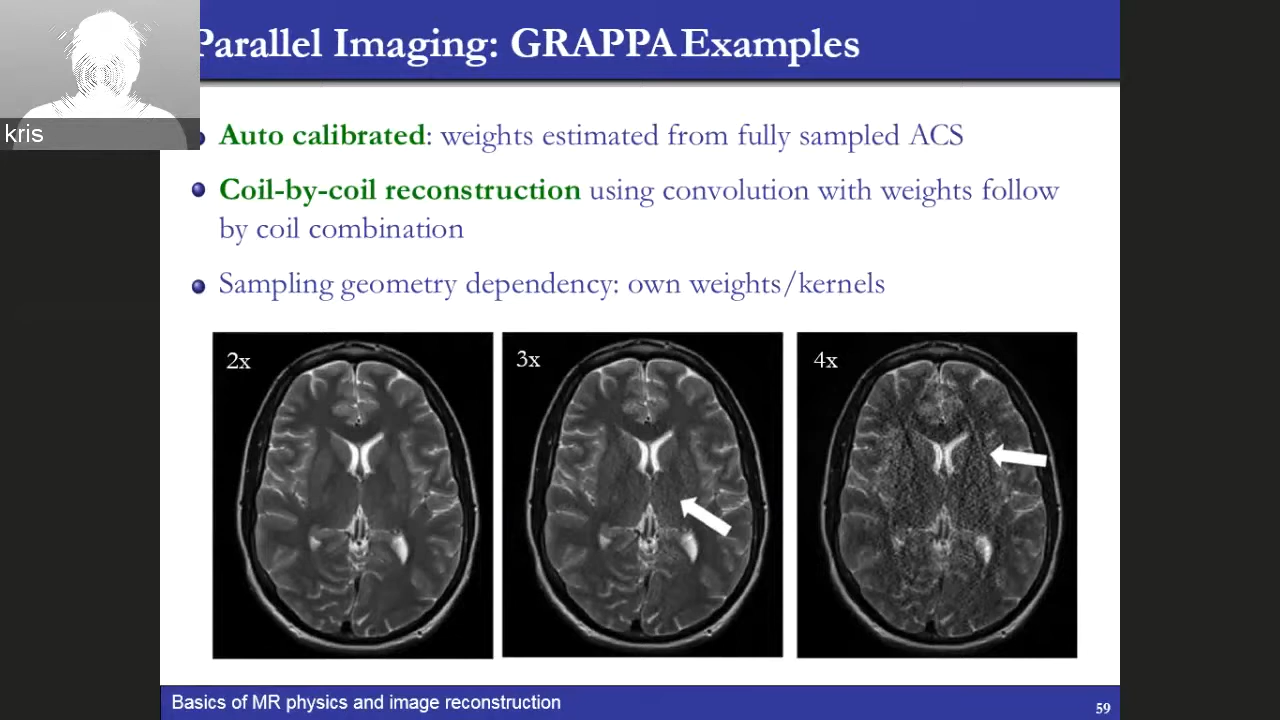 Parallel Imaging: GRAPPA Examples
kris
Auto calibrated: weights estimated from fully sampled ACS
Coil-by-coil reconstruction using convolution with weights follow
by coil combination
Sampling geometry dependency: own weights/kernels
2x
3x
4x
Basics of MR physics and image reconstruction
59